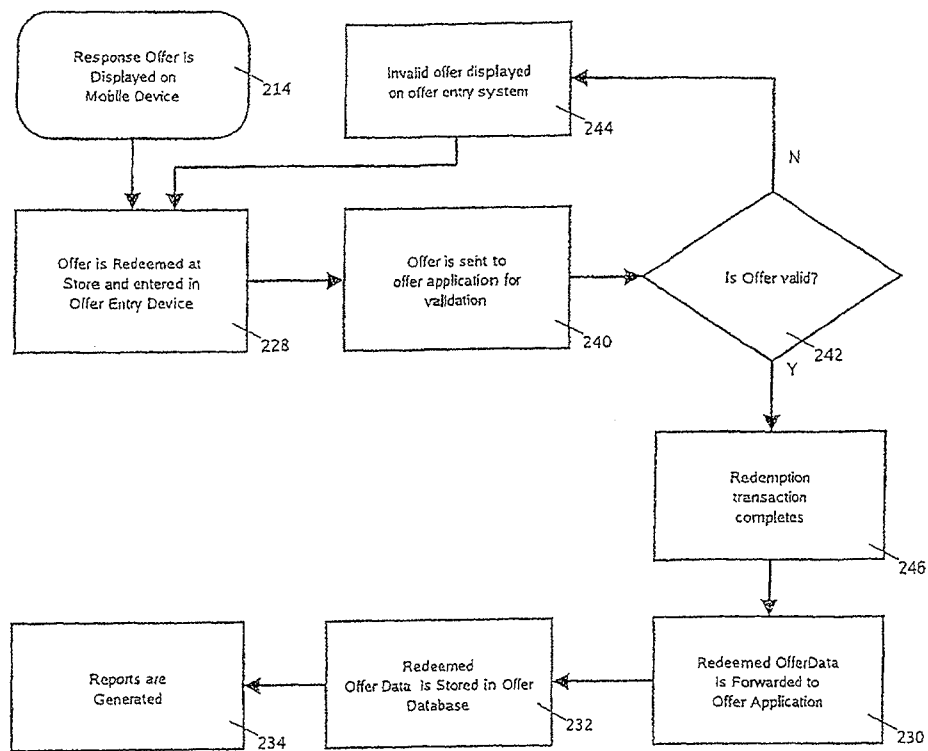 Response Offer is
Displayed on
Mobile Device
214
Invalid offer displayed
on offer entry system
244
N
Offer is Redeemed at
Store and entered in
Offer Entry Device
228
Offer is sent to
offer application for
validation
240
Is Offer valid?
242
Y
Redemption
transaction
completes
246
Reports are
Generated
234
Redeemed
Offer Data is Stored in Offer
Database
232
Redeemed OfferData
is Forwarded to
Offer Application
230